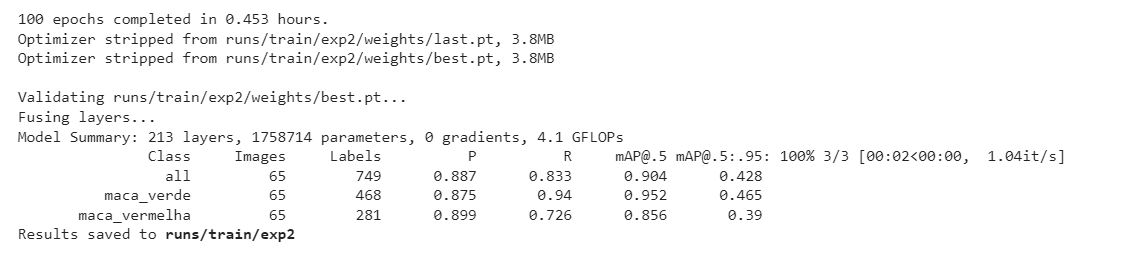 100 epochs completed in 0.453 hours.
Optimizer stripped from runs/train/exp2/weights/last.pt, 3.8MB
Optimizer stripped from runs/train/exp2/weights/best.pt, 3.8MB
Validating runs/train/exp2/weights/best.pt...
Fusing layers...
Model Summary: 213 layers, 1758714 parameters, 0 gradients, 4.1 GFLOPs
Class Images Labels P R mAP@.5 mAP@.5:.95: 100% 3/3 [00:02<00:00, 1.04it/s]
all 65 749 0.887 0.833 0.904 0.428
maca_verde 65 468 0.875 0.94 0.952 0.465
maca_vermelha 65 281 0.899 0.726 0.856 0.39
Results saved to runs/train/exp2